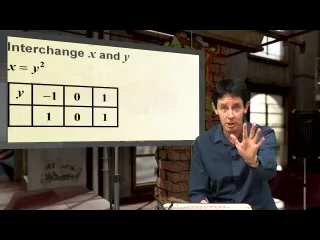 Interchange x and y
x = y²
y −1 0 1
1 0 1